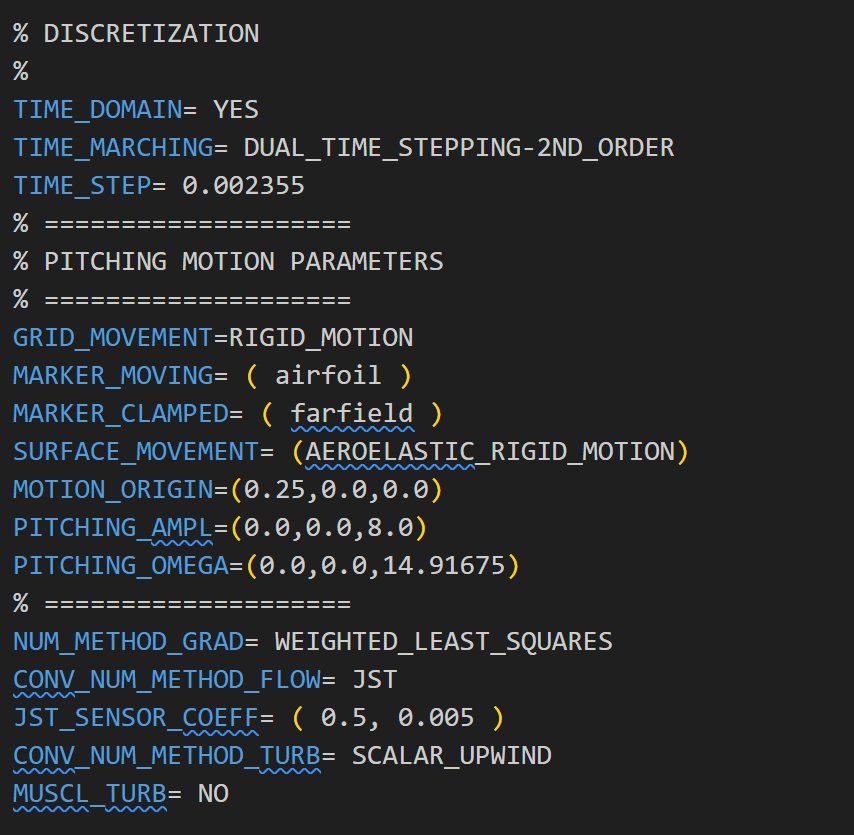 % DISCRETIZATION
%
TIME_DOMAIN= YES
TIME_MARCHING= DUAL_TIME_STEPPING-2ND_ORDER
TIME_STEP= 0.002355
% ====================
% PITCHING MOTION PARAMETERS
% ====================
GRID_MOVEMENT=RIGID_MOTION
MARKER_MOVING= ( airfoil )
MARKER_CLAMPED= ( farfield )
SURFACE_MOVEMENT= (AEROELASTIC_RIGID_MOTION)
MOTION_ORIGIN=(0.25,0.0,0.0)
PITCHING_AMPL=(0.0,0.0,8.0)
PITCHING_OMEGA=(0.0,0.0,14.91675)
% ====================
NUM_METHOD_GRAD= WEIGHTED_LEAST_SQUARES
CONV_NUM_METHOD_FLOW= JST
JST_SENSOR_COEFF= ( 0.5, 0.005 )
CONV_NUM_METHOD_TURB= SCALAR_UPWIND
MUSCL_TURB= NO